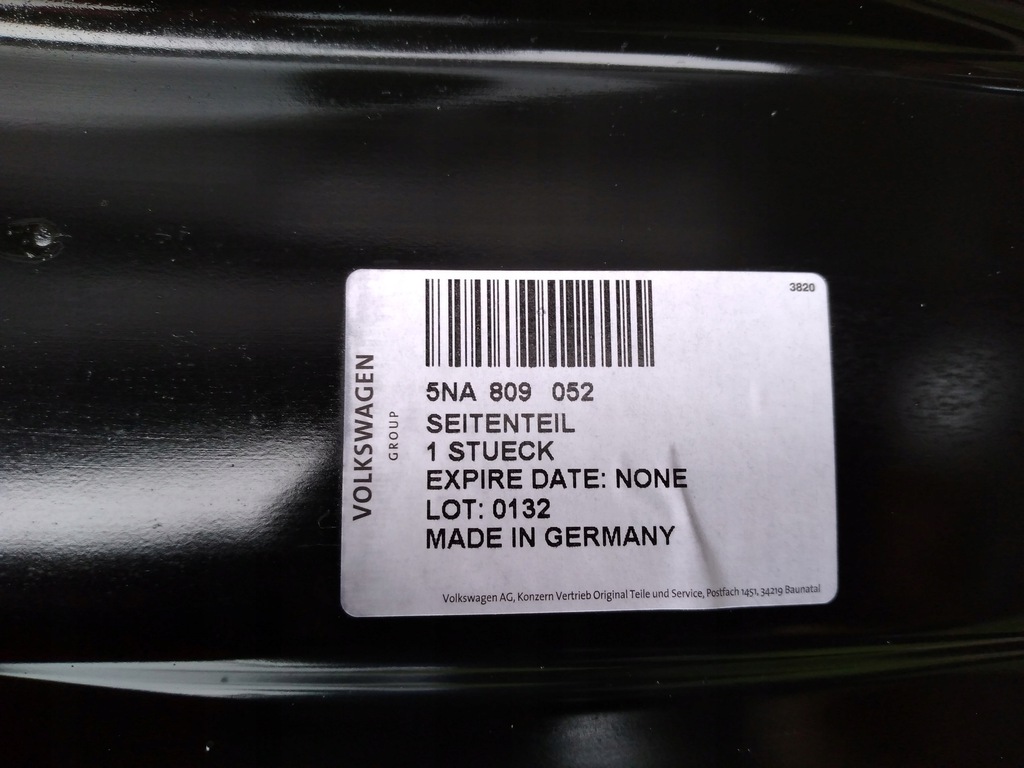 3820
VOLKSWAGEN
GROUP
5NA 809 052
SEITENTEIL
1 STUECK
EXPIRE DATE: NONE
LOT: 0132
MADE IN GERMANY
Volkswagen AG, Konzern Vertrieb Original Teile und Service, Postfach 1451, 34219 Baunatal